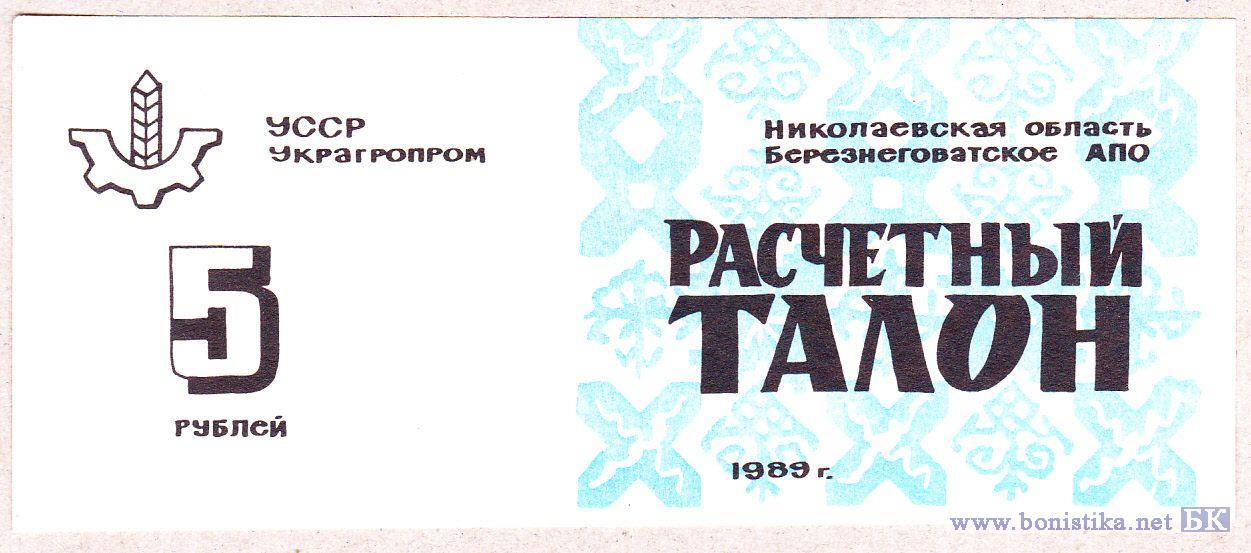 УССР
Украгропром
5
рублей
Николаевская область
Березнеговатское АПО
Расчетный
талон
1989 г.
www.bonistika.net БК